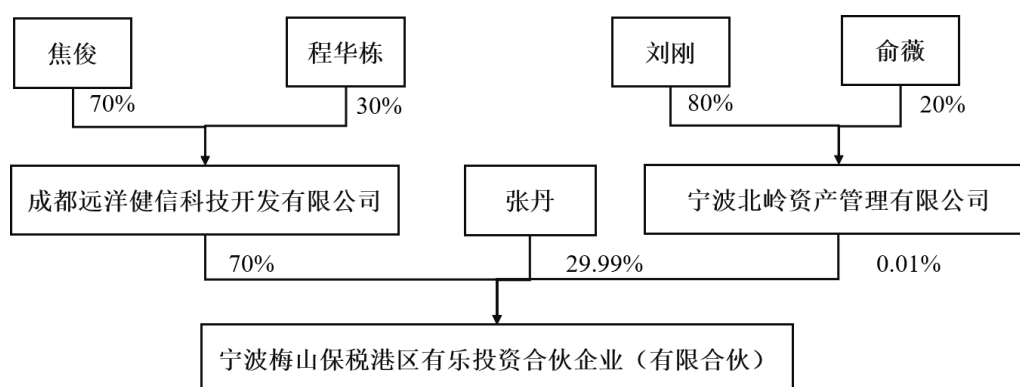 焦俊
程华栋
刘刚
俞薇
70%
30%
80%
20%
成都远洋健信科技开发有限公司
张丹
宁波北岭资产管理有限公司
70%
29.99%
0.01%
宁波梅山保税港区有乐投资合伙企业（有限合伙）